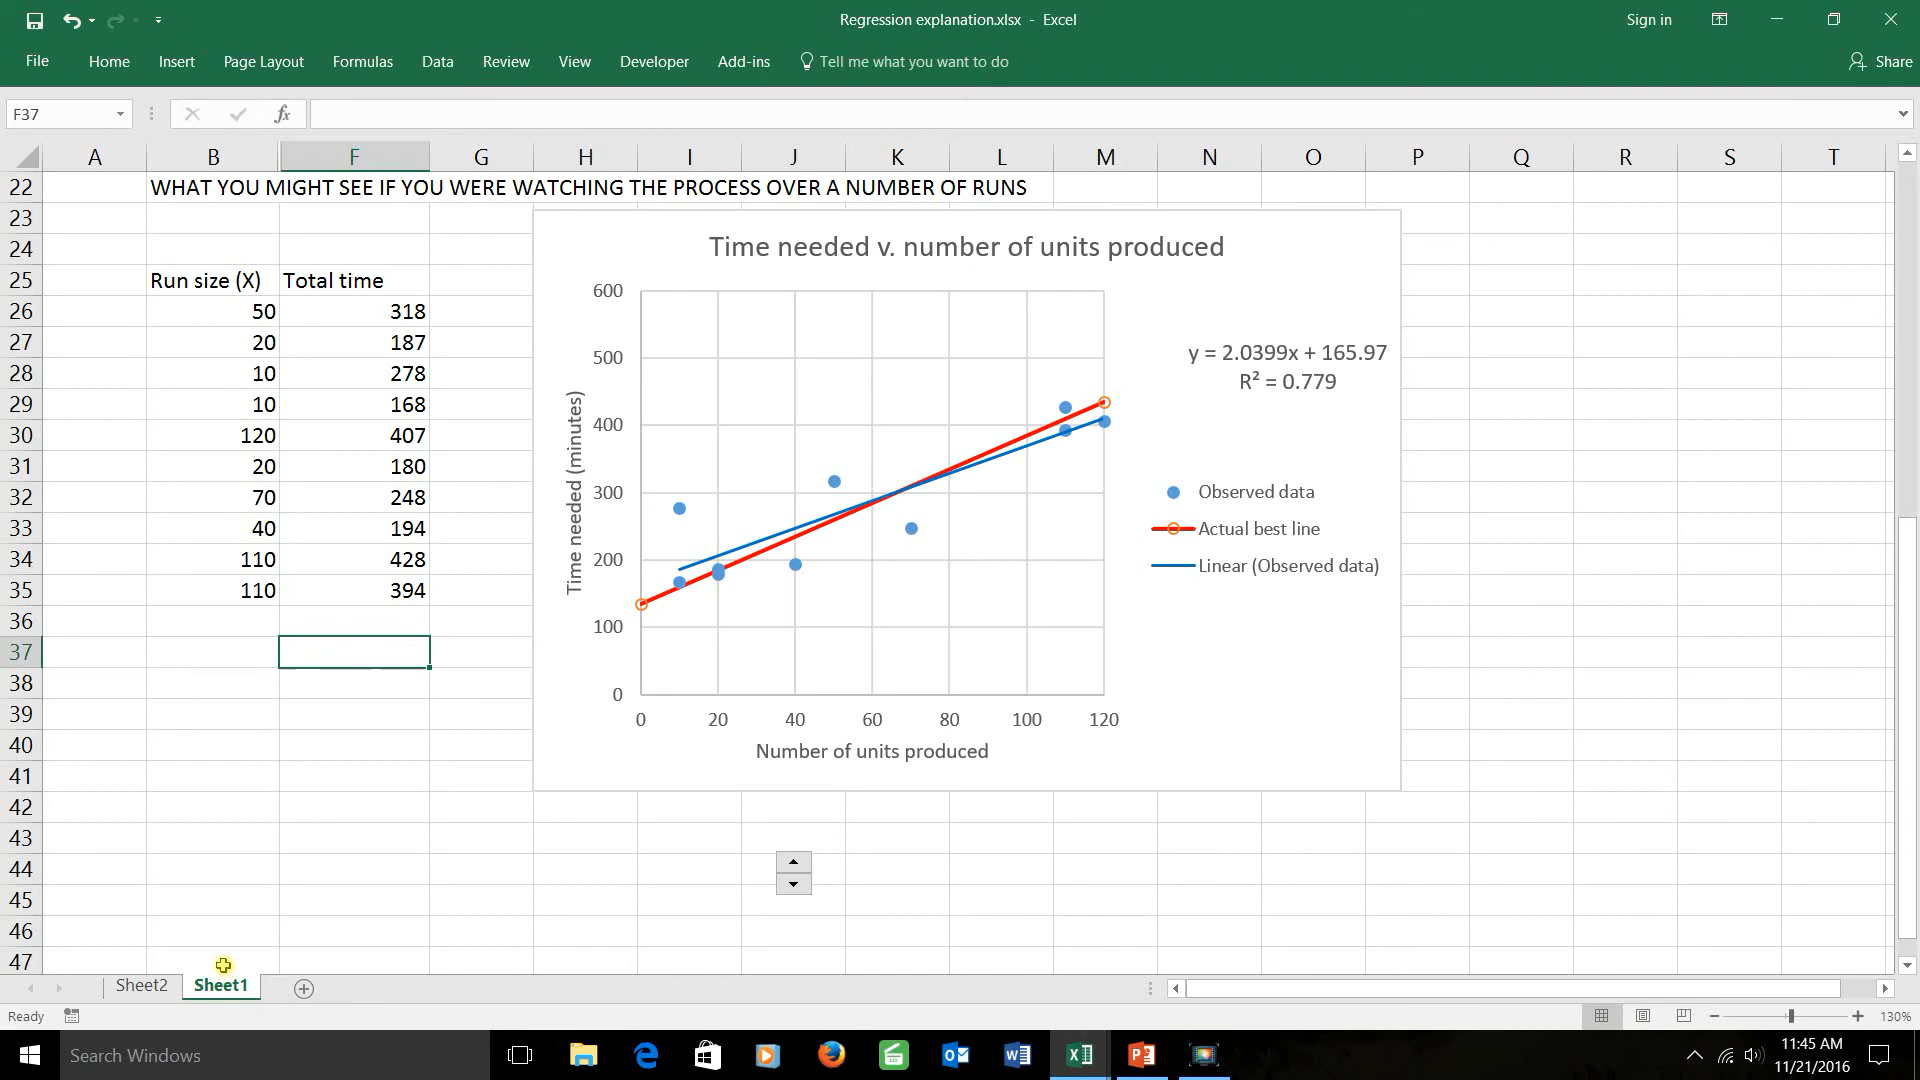 Regression explanation.xlsx - Excel
Sign in
File Home Insert Page Layout Formulas Data Review View Developer Add-ins Tell me what you want to do
Share
F37
fx
A B F G H I J K L M N O P Q R S T
22 WHAT YOU MIGHT SEE IF YOU WERE WATCHING THE PROCESS OVER A NUMBER OF RUNS
23
24
25 Run size (X) Total time
26 50 318
27 20 187
28 10 278
29 10 168
30 120 407
31 20 180
32 70 248
33 40 194
34 110 428
35 110 394
36
37
38
39
40
41
42
43
44
45
46
47
Time needed v. number of units produced
600
500
400
300
200
100
0
Time needed (minutes)
0 20 40 60 80 100 120
Number of units produced
y = 2.0399x + 165.97
R² = 0.779
Observed data
Actual best line
Linear (Observed data)
Sheet2 Sheet1
Ready
130%
Search Windows
11:45 AM
11/21/2016